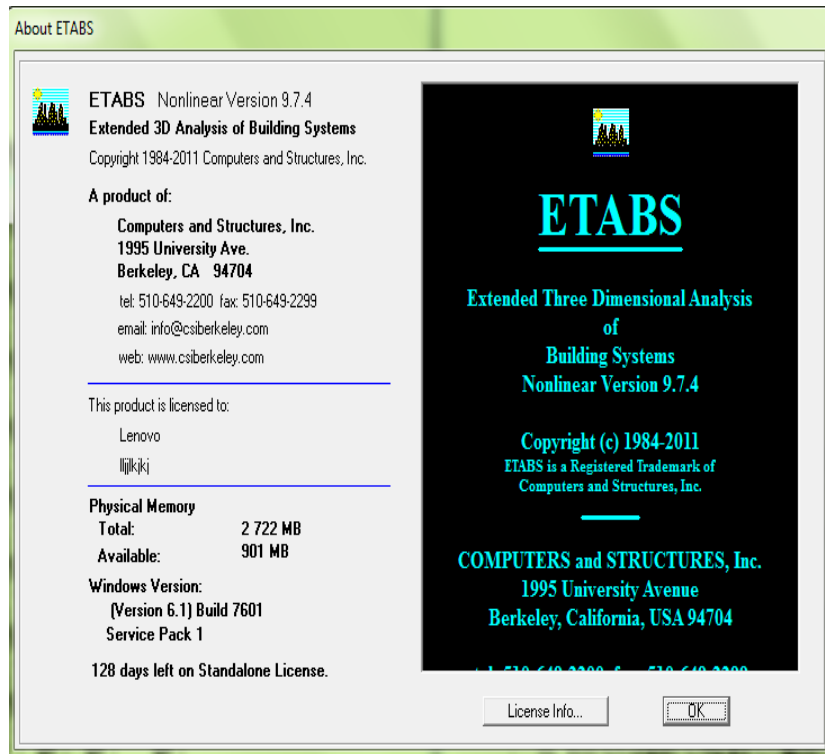 About ETABS
ETABS Nonlinear Version 9.7.4
Extended 3D Analysis of Building Systems
Copyright 1984-2011 Computers and Structures, Inc.
A product of:
Computers and Structures, Inc.
1995 University Ave.
Berkeley, CA 94704
tel: 510-649-2200 fax: 510-649-2299
email: info@csiberkeley.com
web: www.csiberkeley.com
This product is licensed to:
Lenovo
Physical Memory
Total: 2 722 MB
Available: 901 MB
Windows Version:
(Version 6.1) Build 7601
Service Pack 1
128 days left on Standalone License.
ETABS
Extended Three Dimensional Analysis
of
Building Systems
Nonlinear Version 9.7.4
Copyright (c) 1984-2011
ETABS is a Registered Trademark of
Computers and Structures, Inc.
COMPUTERS and STRUCTURES, Inc.
1995 University Avenue
Berkeley, California, USA 94704
License Info...
OK